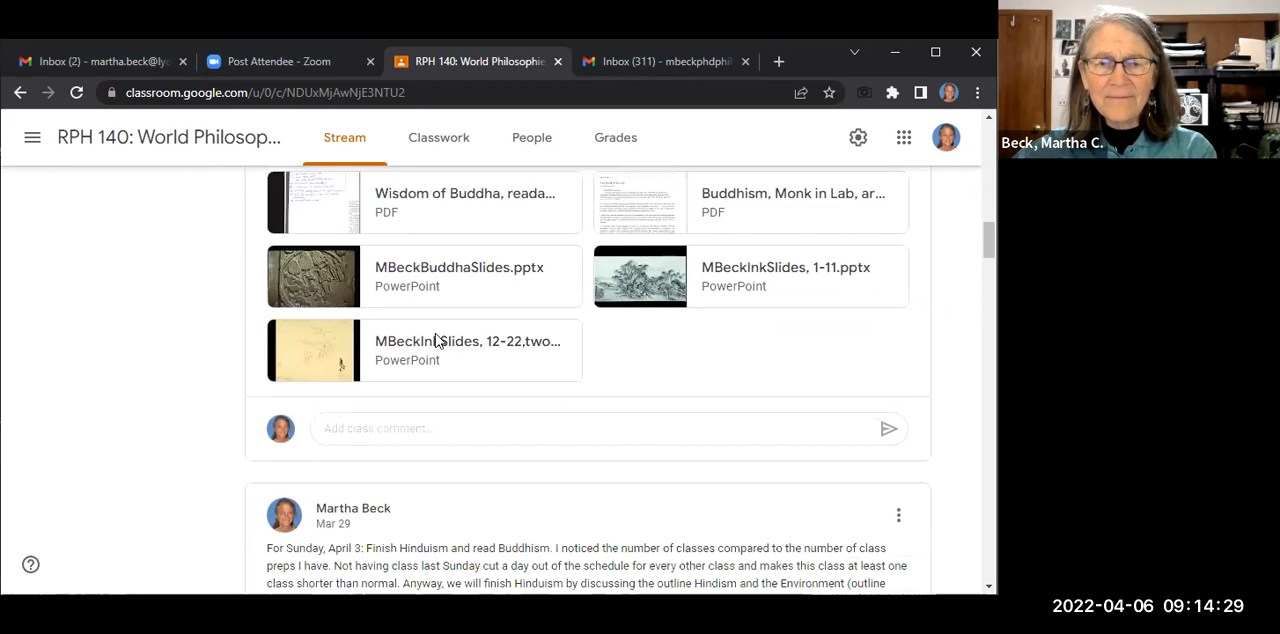 Inbox (2) - martha.beck@lyo
Post Attendee - Zoom
RPH 140: World Philosophie
Inbox (311) - mbeckphdphil
classroom.google.com/u/0/c/NDUxMjAwNjE3NTU2
Beck, Martha C.
RPH 140: World Philosop...
Stream
Classwork
People
Grades
Wisdom of Buddha, reada...
PDF
Buddhism, Monk in Lab, ar...
PDF
MBeckBuddhaSlides.pptx
PowerPoint
MBeckInkSlides, 1-11.pptx
PowerPoint
MBeckInkSlides, 12-22,two...
PowerPoint
Add class comment...
Martha Beck
Mar 29
For Sunday, April 3: Finish Hinduism and read Buddhism. I noticed the number of classes compared to the number of class
preps I have. Not having class last Sunday cut a day out of the schedule for every other class and makes this class at least one
class shorter than normal. Anyway, we will finish Hinduism by discussing the outline Hindism and the Environment (outline
2022-04-06 09:14:29